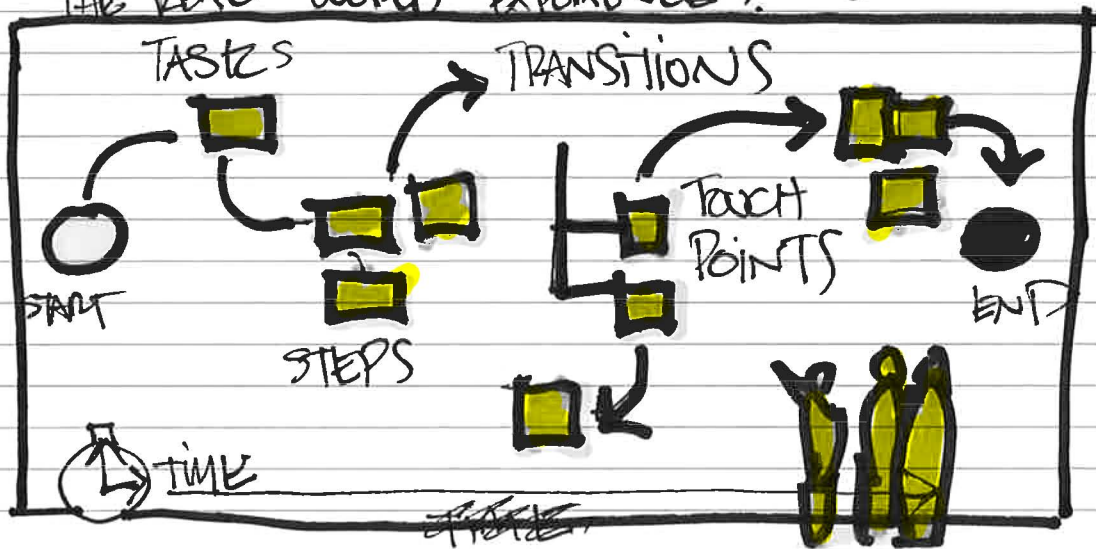 TASKS
TRANSITIONS
TOUCH
POINTS
START
END
STEPS
TIME